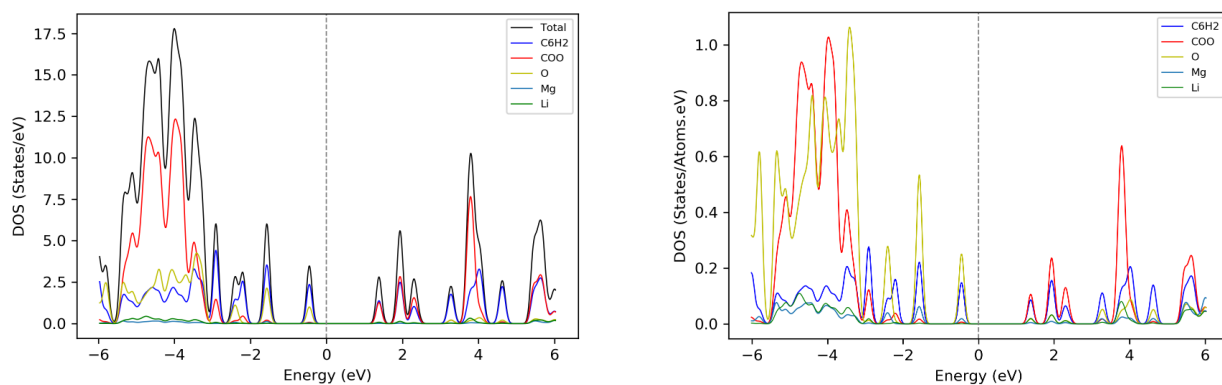 17.5
15.0
12.5
10.0
7.5
5.0
2.5
0.0
DOS (States/eV)
−6 −4 −2 0 2 4 6
Energy (eV)
Total
C6H2
COO
O
Mg
Li
1.0
0.8
0.6
0.4
0.2
0.0
DOS (States/Atoms.eV)
−6 −4 −2 0 2 4 6
Energy (eV)
C6H2
COO
O
Mg
Li